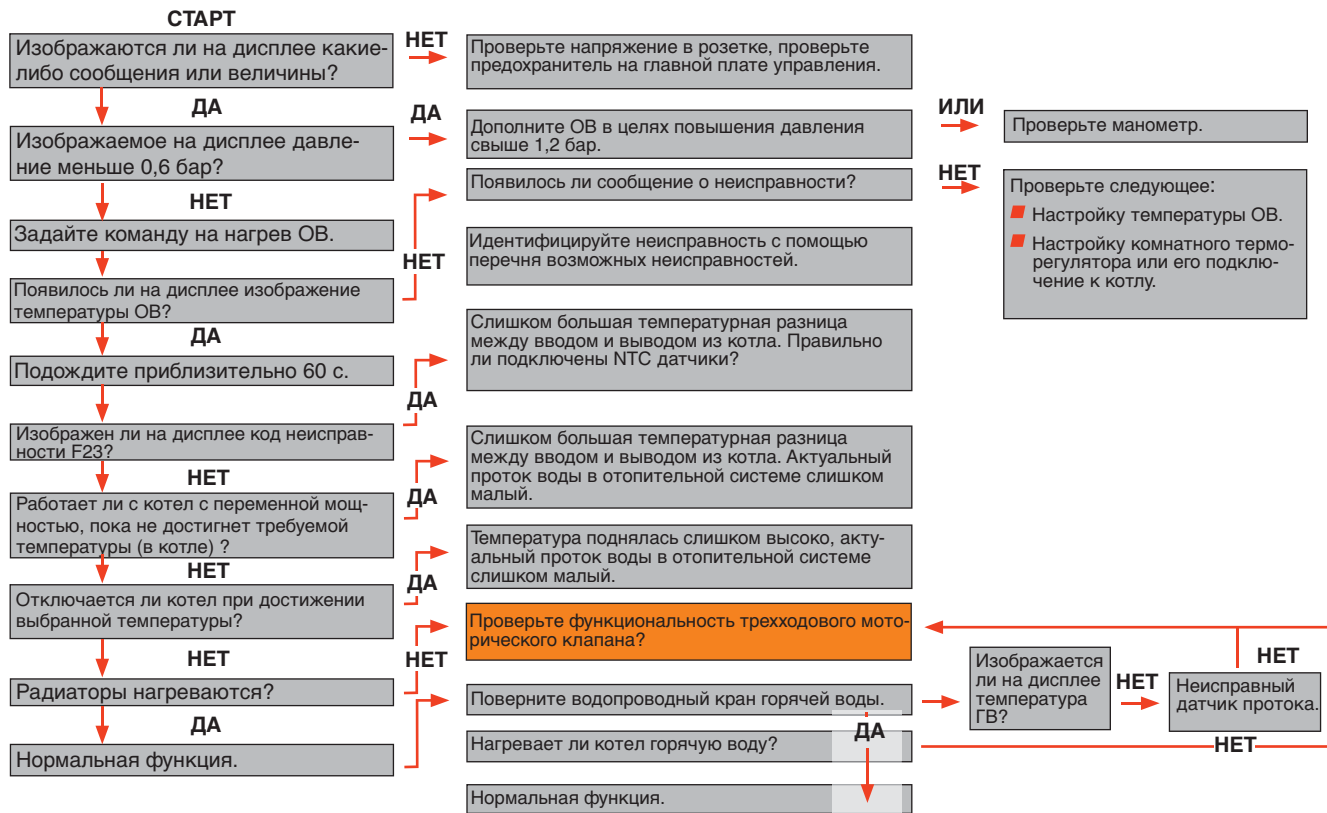 СТАРТ
Изображаются ли на дисплее какие-
либо сообщения или величины?
НЕТ
Проверьте напряжение в розетке, проверьте
предохранитель на главной плате управления.
ДА
Изображаемое на дисплее давле-
ние меньше 0,6 бар?
ДА
Дополните ОВ в целях повышения давления
свыше 1,2 бар.
ИЛИ
Проверьте манометр.
НЕТ
Задайте команду на нагрев ОВ.
Появилось ли на дисплее изображение
температуры ОВ?
НЕТ
Появилось ли сообщение о неисправности?
НЕТ
Проверьте следующее:
Настройку температуры ОВ.
Настройку комнатного термо-
регулятора или его подклю-
чение к котлу.
Идентифицируйте неисправность с помощью
перечня возможных неисправностей.
ДА
Подождите приблизительно 60 с.
Изображен ли на дисплее код неисправ-
ности F23?
ДА
Слишком большая температурная разница
между вводом и выводом из котла. Правильно
ли подключены NTC датчики?
НЕТ
Работает ли с котел с переменной мощ-
ностью, пока не достигнет требуемой
температуры (в котле) ?
ДА
Слишком большая температурная разница
между вводом и выводом из котла. Актуальный
проток воды в отопительной системе слишком
малый.
НЕТ
Отключается ли котел при достижении
выбранной температуры?
ДА
Температура поднялась слишком высоко, акту-
альный проток воды в отопительной системе
слишком малый.
НЕТ
Радиаторы нагреваются?
НЕТ
Проверьте функциональность трехходового мото-
рического клапана?
ДА
Нормальная функция.
Поверните водопроводный кран горячей воды.
Изображается
ли на дисплее
температура
ГВ?
НЕТ
Неисправный
датчик протока.
НЕТ
Нагревает ли котел горячую воду?
ДА
НЕТ
Нормальная функция.